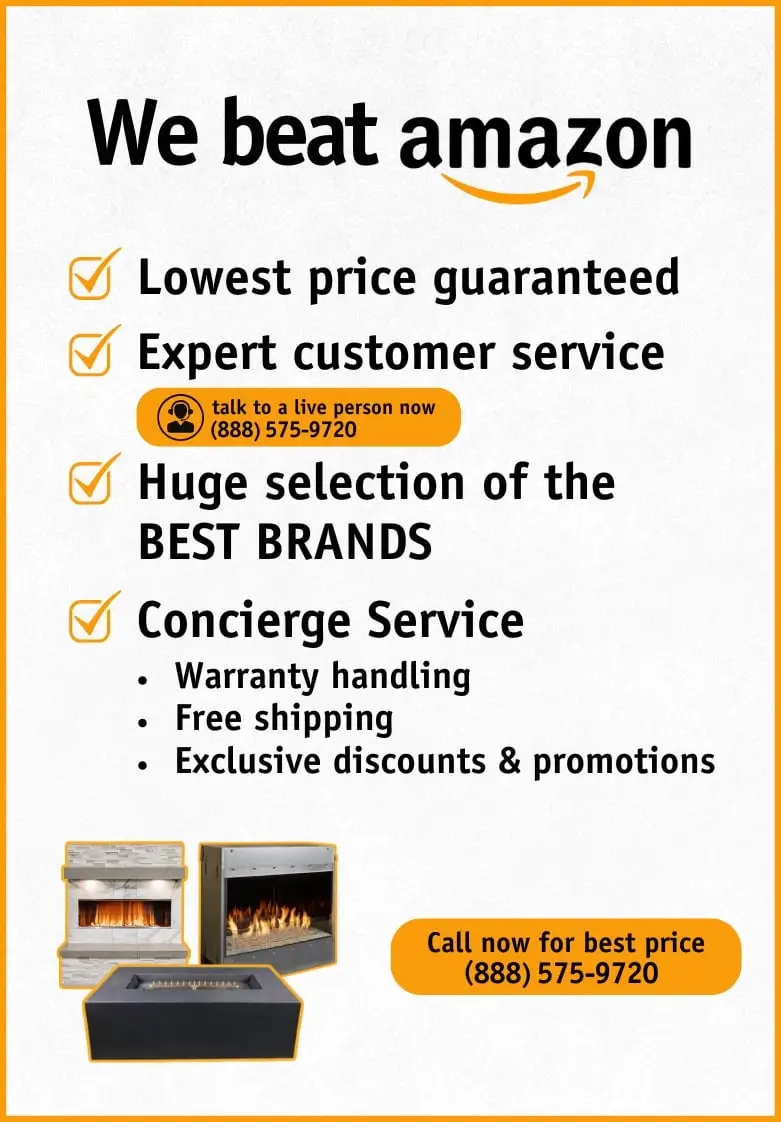 We beat amazon
Lowest price guaranteed
Expert customer service
talk to a live person now
(888) 575-9720
Huge selection of the
BEST BRANDS
Concierge Service
• Warranty handling
• Free shipping
• Exclusive discounts & promotions
Call now for best price
(888) 575-9720